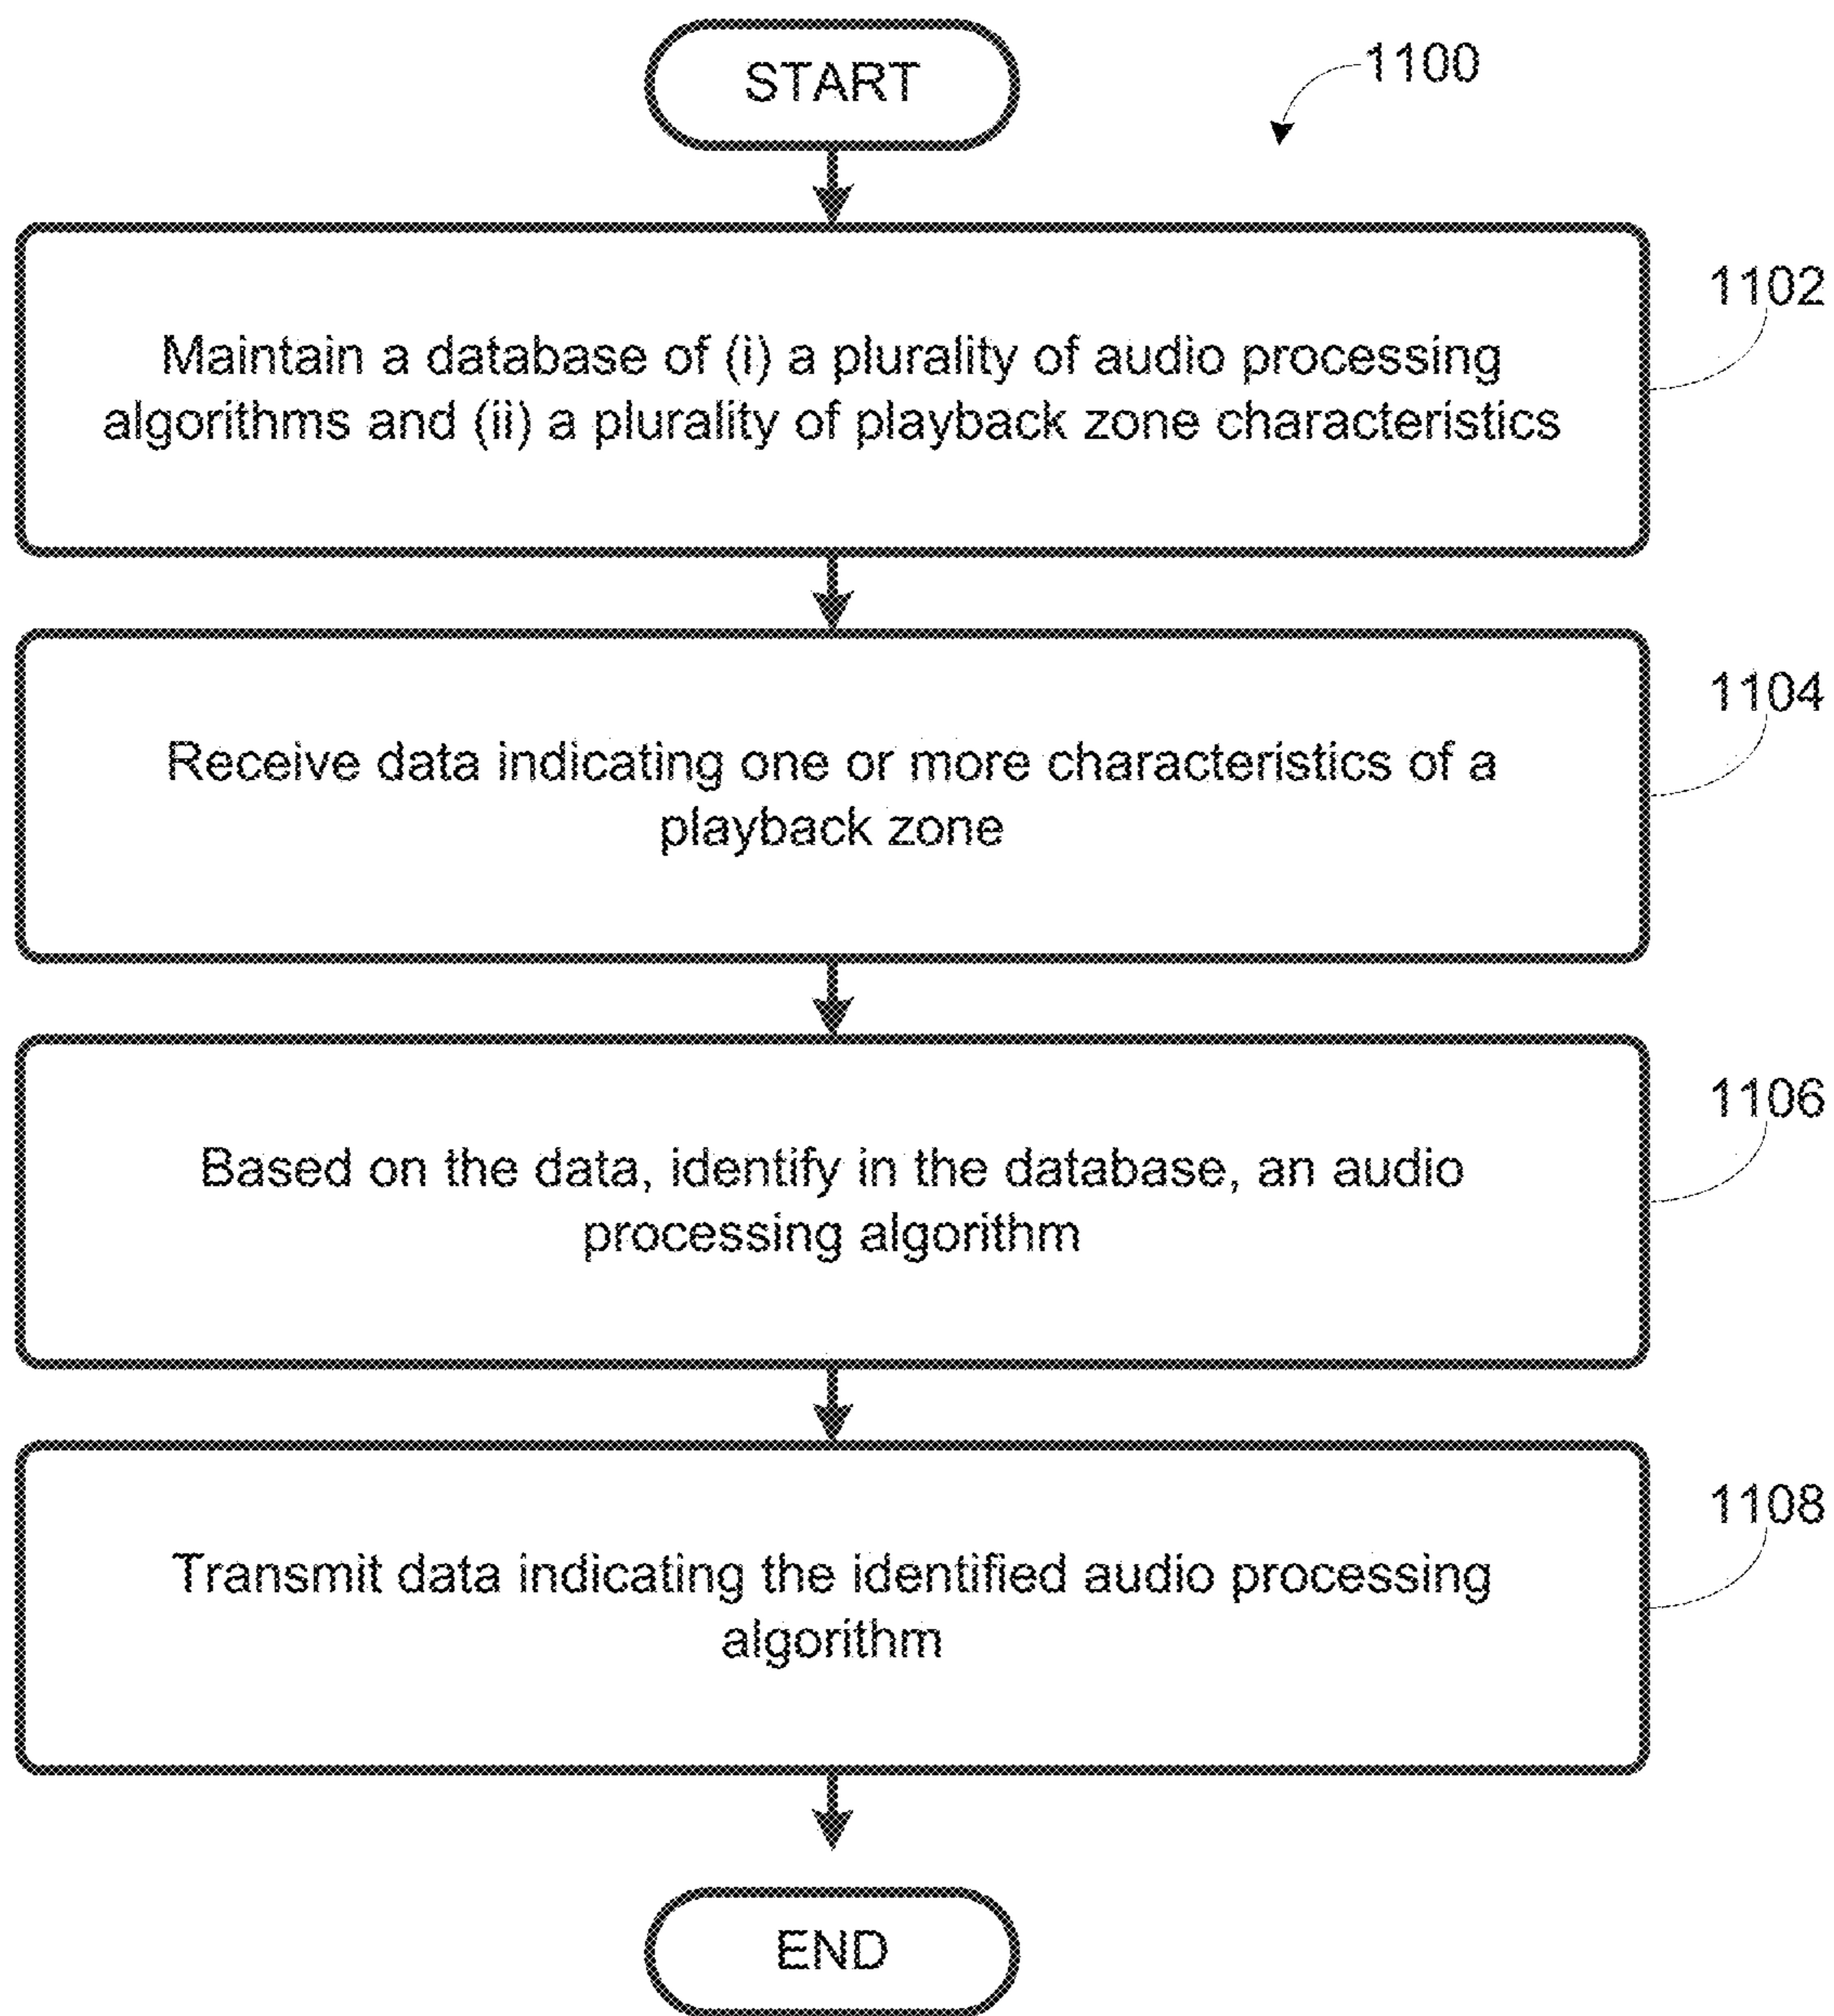 START
1100
Maintain a database of (i) a plurality of audio processing
algorithms and (ii) a plurality of playback zone characteristics
1102
Receive data indicating one or more characteristics of a
playback zone
1104
Based on the data, identify in the database, an audio
processing algorithm
1106
Transmit data indicating the identified audio processing
algorithm
1108
END